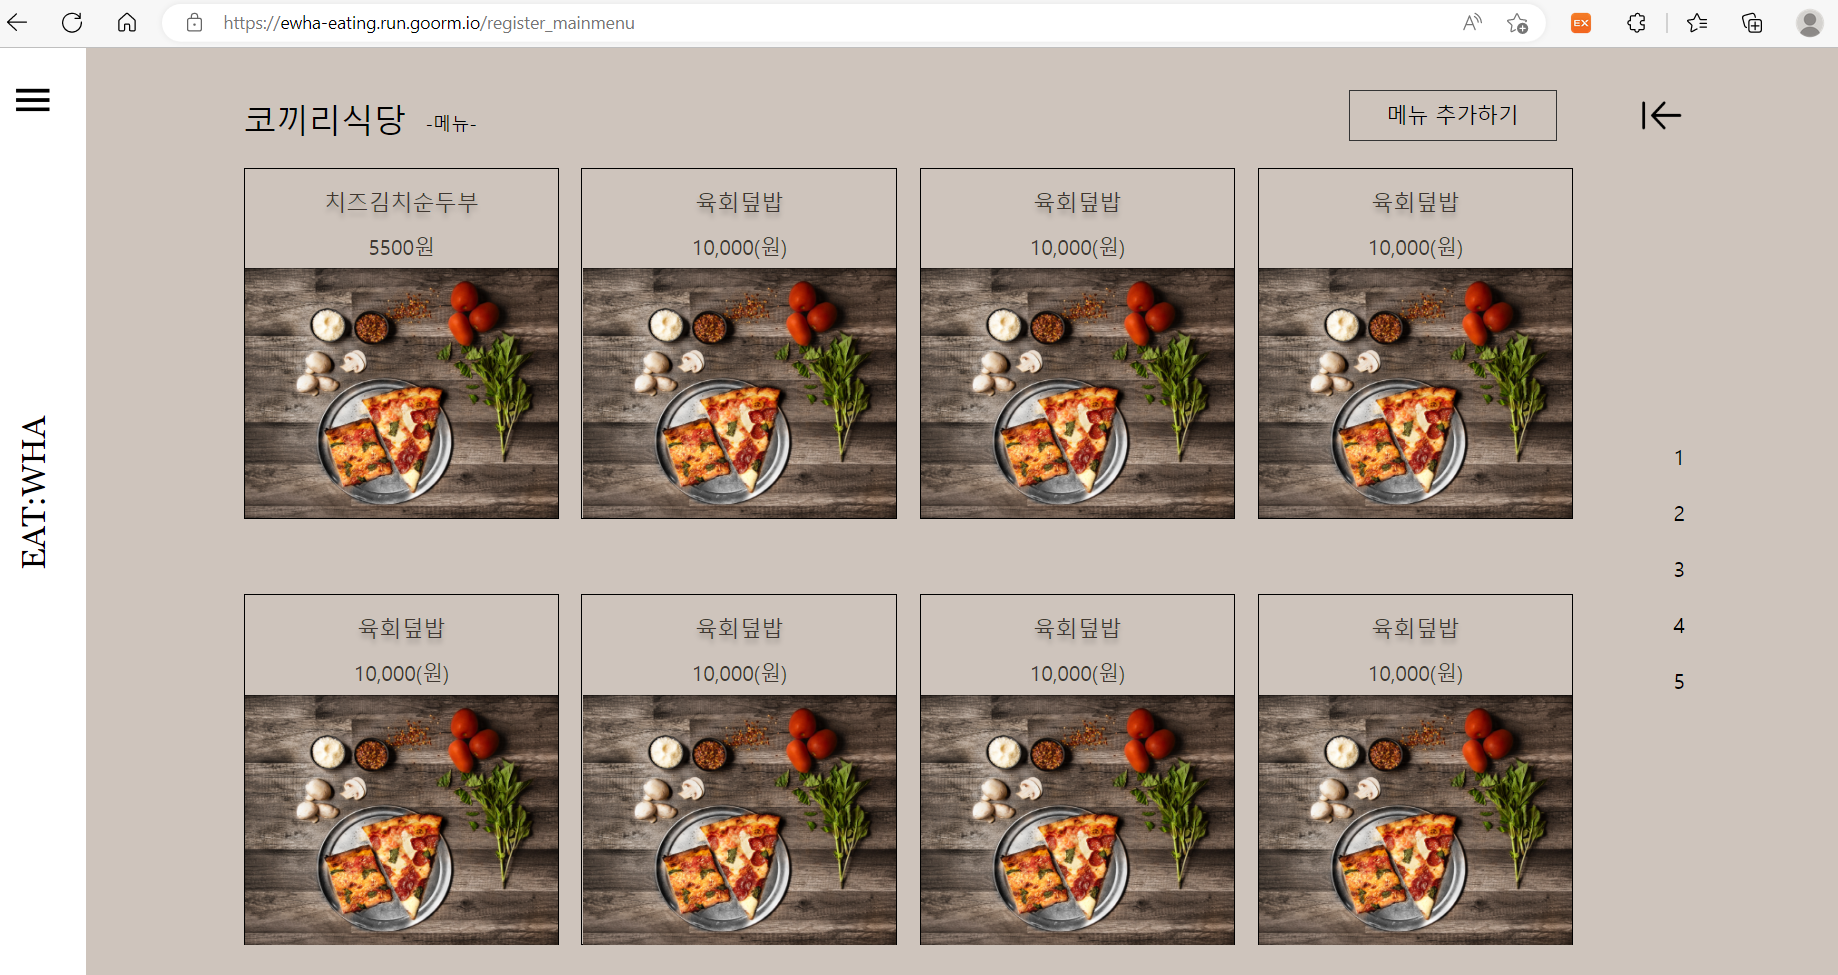 https://ewha-eating.run.goorm.io/register_mainmenu
EX
코끼리식당 -메뉴-
메뉴 추가하기
치즈김치순두부
5500원
육회덮밥
10,000(원)
육회덮밥
10,000(원)
육회덮밥
10,000(원)
육회덮밥
10,000(원)
육회덮밥
10,000(원)
육회덮밥
10,000(원)
육회덮밥
10,000(원)
1
2
3
4
5
EAT:WHA